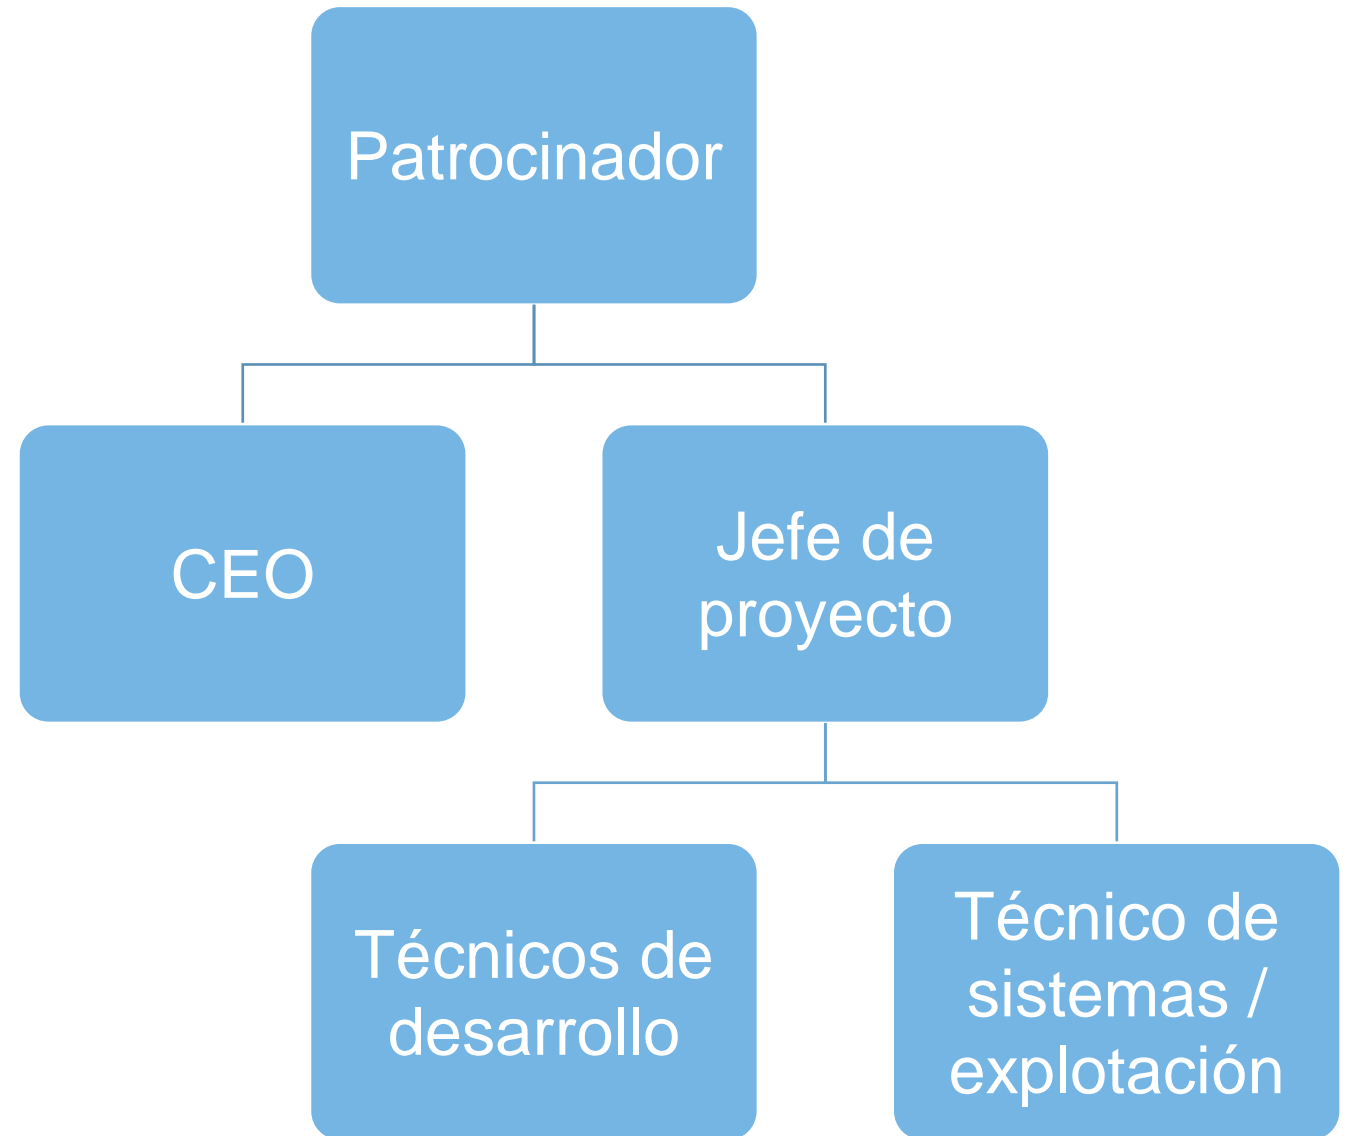 Patrocinador
CEO
Jefe de
proyecto
Técnicos de
desarrollo
Técnico de
sistemas /
explotación